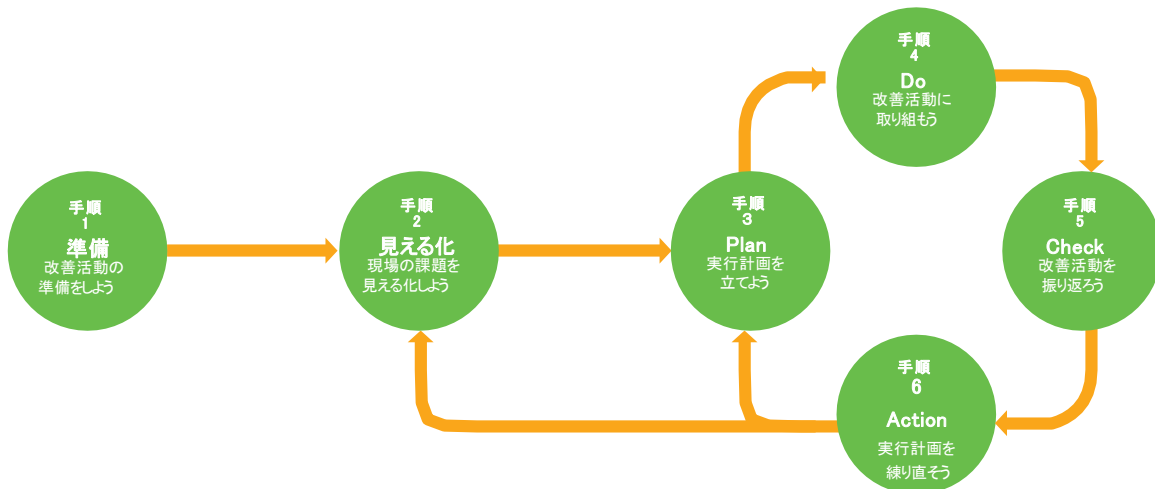 手順
1
準備
改善活動の
準備をしよう
手順
2
見える化
現場の課題を
見える化しよう
手順
3
Plan
実行計画を
立てよう
手順
4
Do
改善活動に
取り組もう
手順
5
Check
改善活動を
振り返ろう
手順
6
Action
実行計画を
練り直そう